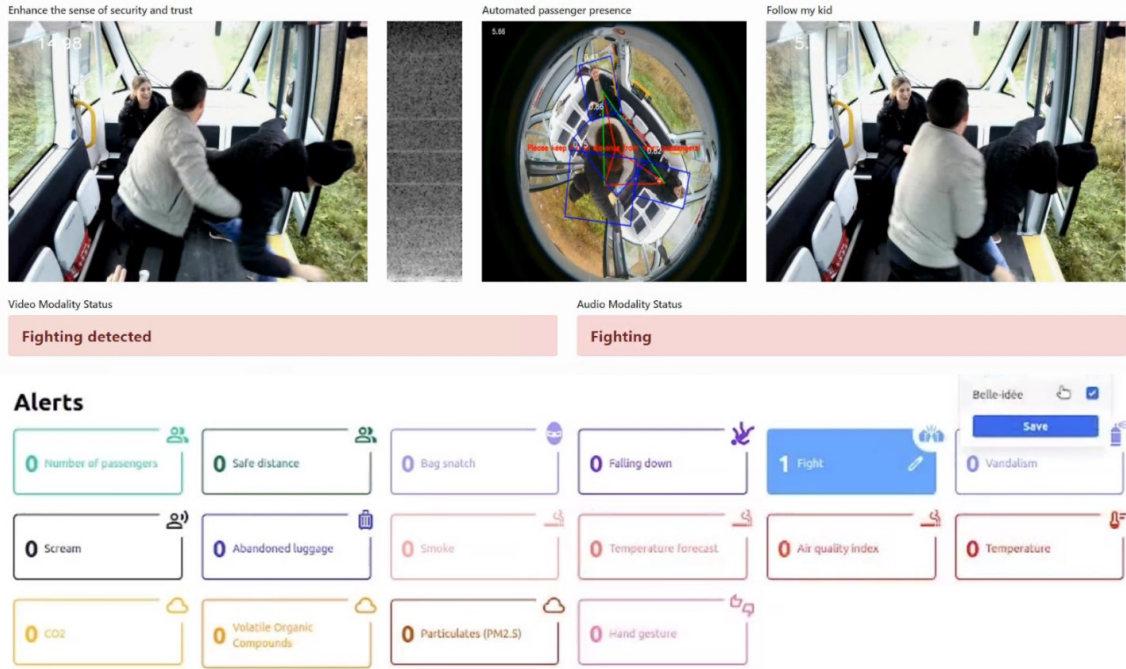 Enhance the sense of security and trust
Automated passenger presence
Follow my kid
5.66
Video Modality Status
Audio Modality Status
Fighting detected
Fighting
Alerts
Belle-Idée
Save
0 Number of passengers
0 Safe distance
0 Bag snatch
0 Falling down
1 Fight
0 Vandalism
0 Scream
0 Abandoned luggage
0 Smoke
0 Temperature forecast
0 Air quality index
0 Temperature
0 CO2
0 Volatile Organic
Compounds
0 Particulates (PM2.5)
0 Hand gesture